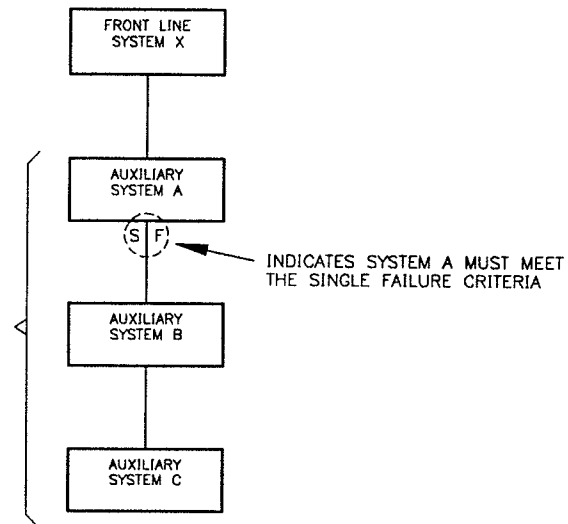 FRONT LINE
SYSTEM X
AUXILIARY
SYSTEM A
S F
INDICATES SYSTEM A MUST MEET
THE SINGLE FAILURE CRITERIA
AUXILIARY
SYSTEM B
AUXILIARY
SYSTEM C